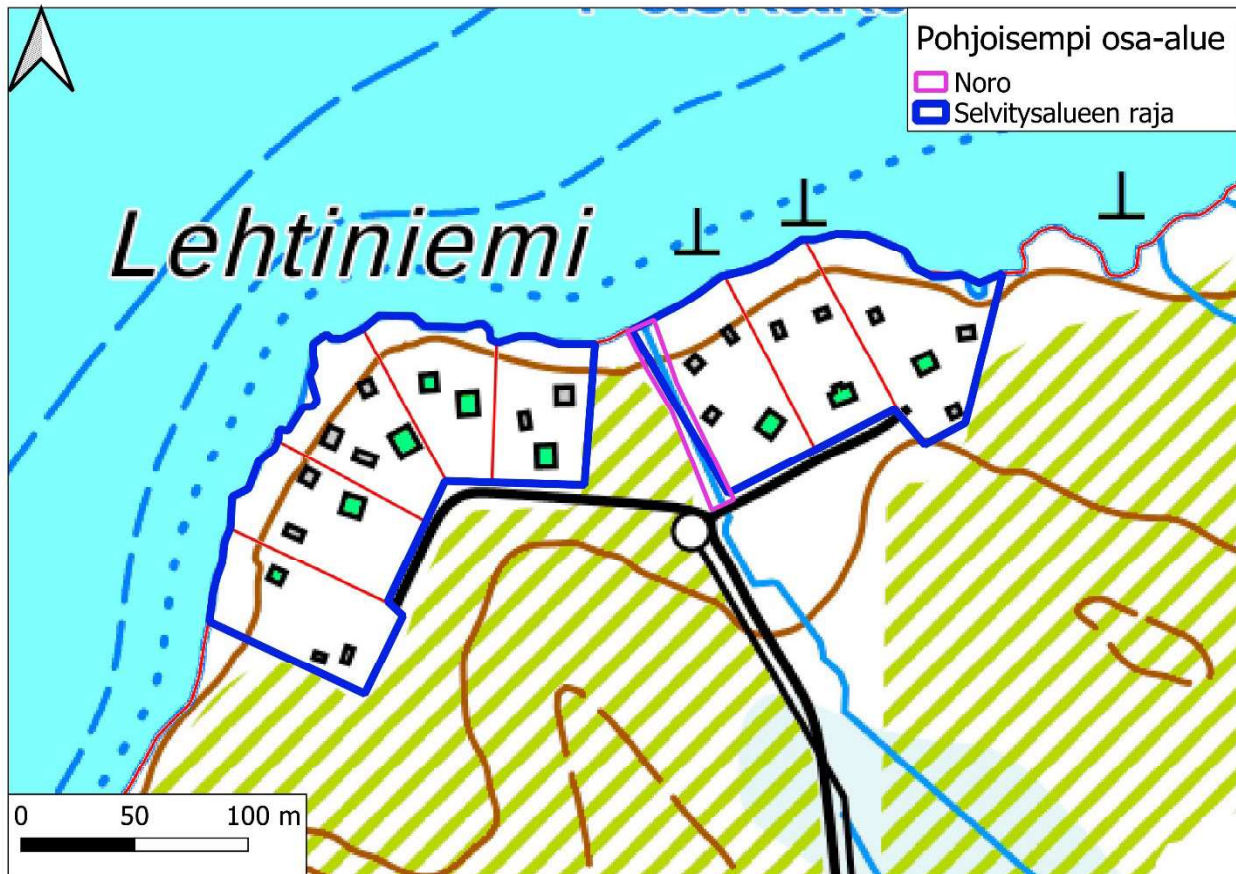 Pohjoisempi osa-alue
Noro
Selvitysalueen raja
Lehtiniemi
0 50 100 m